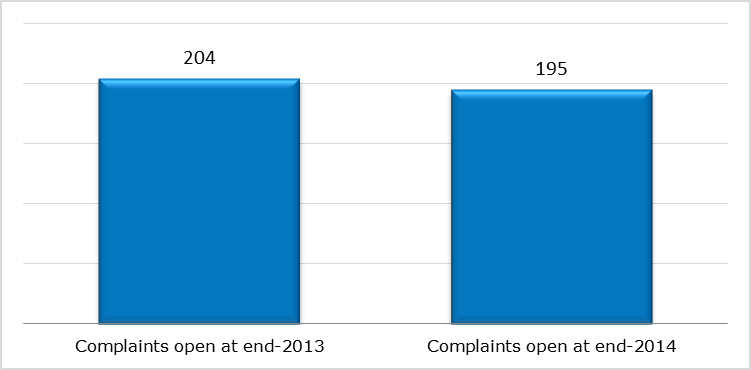 204
195
Complaints open at end-2013
Complaints open at end-2014